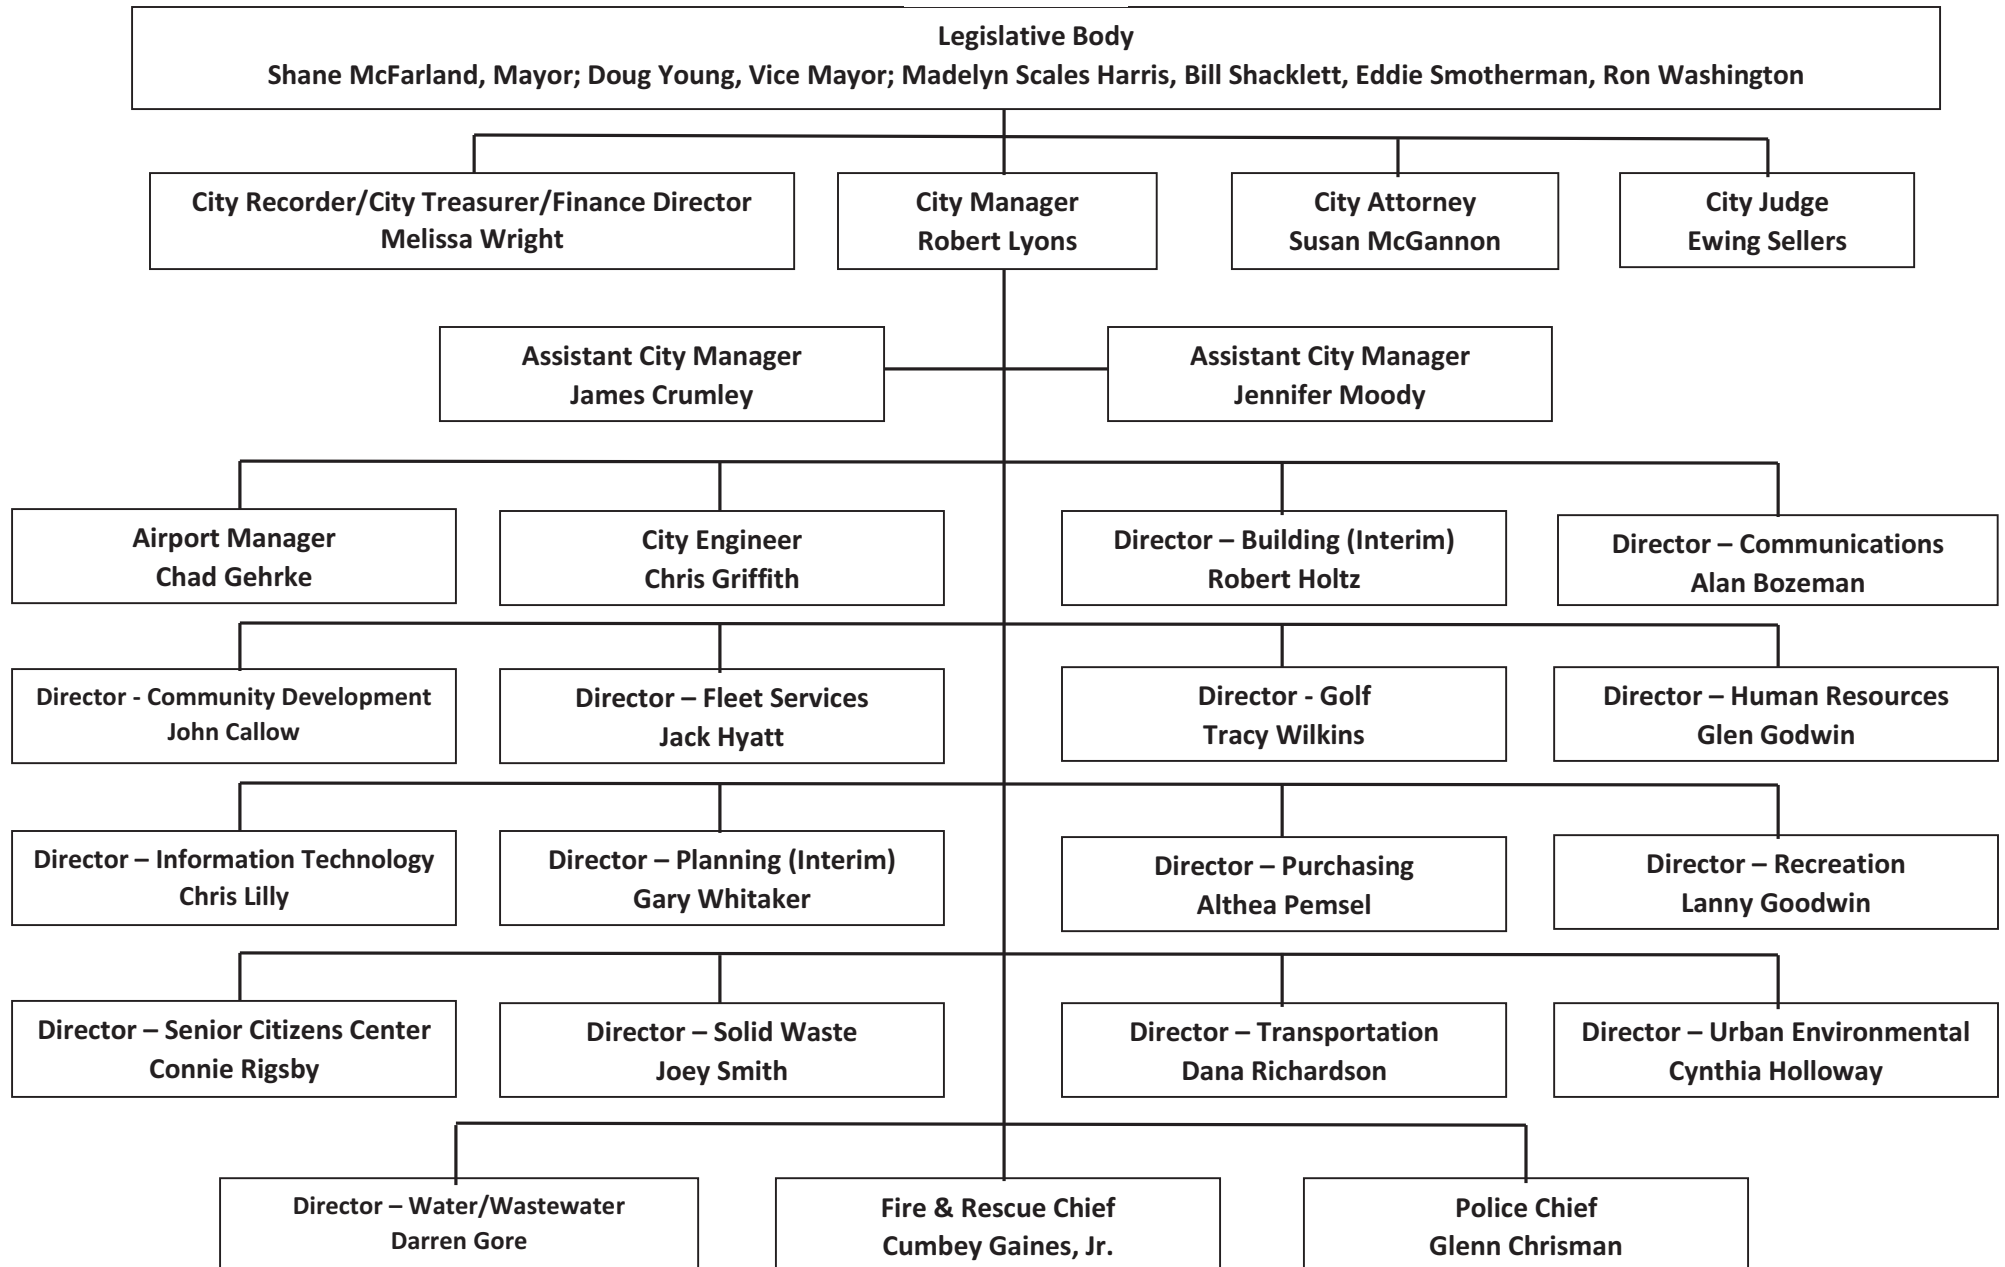 Legislative Body
Shane McFarland, Mayor; Doug Young, Vice Mayor; Madelyn Scales Harris, Bill Shacklett, Eddie Smotherman, Ron Washington
City Recorder/City Treasurer/Finance Director
Melissa Wright
City Manager
Robert Lyons
City Attorney
Susan McGannon
City Judge
Ewing Sellers
Assistant City Manager
James Crumley
Assistant City Manager
Jennifer Moody
Airport Manager
Chad Gehrke
City Engineer
Chris Griffith
Director – Building (Interim)
Robert Holtz
Director – Communications
Alan Bozeman
Director - Community Development
John Callow
Director – Fleet Services
Jack Hyatt
Director - Golf
Tracy Wilkins
Director – Human Resources
Glen Godwin
Director – Information Technology
Chris Lilly
Director – Planning (Interim)
Gary Whitaker
Director – Purchasing
Althea Pemsel
Director – Recreation
Lanny Goodwin
Director – Senior Citizens Center
Connie Rigsby
Director – Solid Waste
Joey Smith
Director – Transportation
Dana Richardson
Director – Urban Environmental
Cynthia Holloway
Director – Water/Wastewater
Darren Gore
Fire & Rescue Chief
Cumbey Gaines, Jr.
Police Chief
Glenn Chrisman